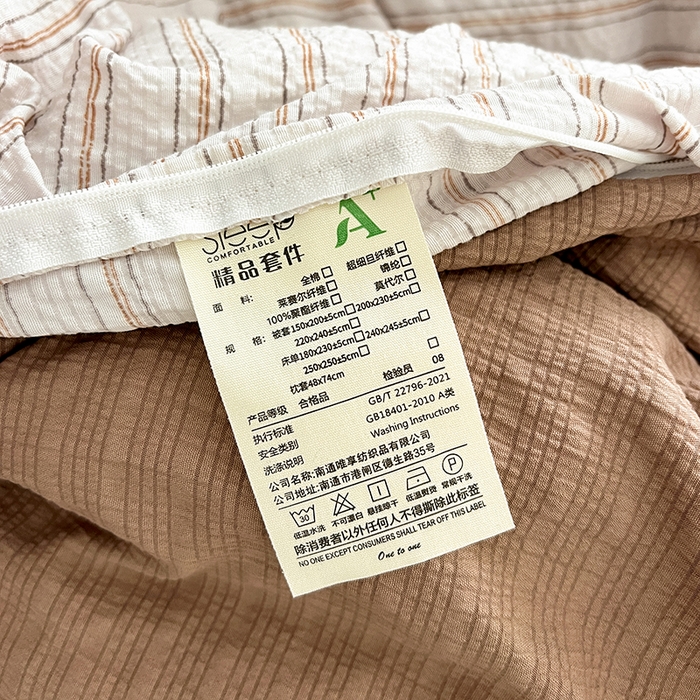 Sleep A+
COMFORTABLE
精品套件
面 料: 全棉□ 超细旦纤维□
莱赛尔纤维□ 锦纶□
100%聚酯纤维□ 莫代尔□
规 格: 被套150x200±5cm□ 200x230±5cm□
220x240±5cm□
床单180x230±5cm□ 240x245±5cm□
250x250±5cm□
枕套48x74cm □
产品等级 合格品 检验员 08
执行标准 GB/T 22796-2021
安全类别 GB18401-2010 A类
洗涤说明 Washing Instructions
公司名称:南通唯享纺织品有限公司
公司地址:南通市港闸区德生路35号
30 1 P
低温水洗 不可漂白 悬挂晾干 低温熨烫 常规干洗
除消费者以外任何人不得撕除此标签
NO ONE EXCEPT CONSUMERS SHALL TEAR OFF THIS LABEL
One to one